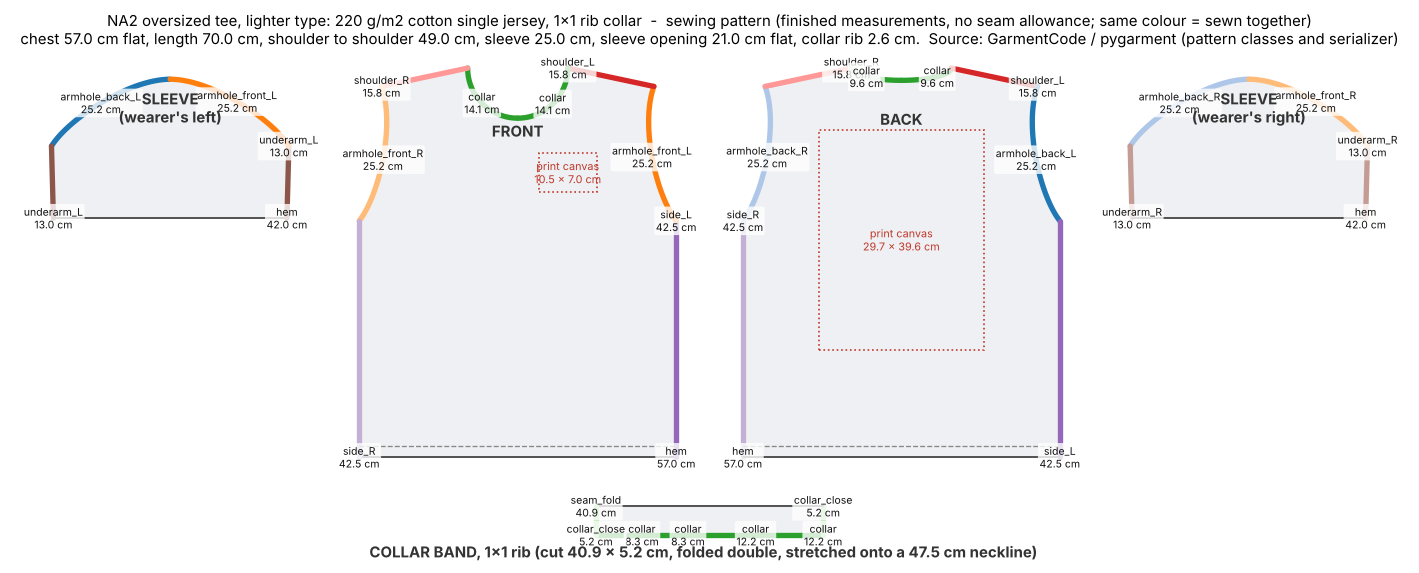 NA2 oversized tee, lighter type: 220 g/m2 cotton single jersey, 1×1 rib collar - sewing pattern (finished measurements, no seam allowance; same colour = sewn together)
chest 57.0 cm flat, length 70.0 cm, shoulder to shoulder 49.0 cm, sleeve 25.0 cm, sleeve opening 21.0 cm flat, collar rib 2.6 cm. Source: GarmentCode / pygarment (pattern classes and serializer)
armhole_back_L
25.2 cm
SLEEVE
(wearer's left)
armhole_front_L
25.2 cm
underarm_L
13.0 cm
underarm_L
13.0 cm
hem
42.0 cm
shoulder_R
15.8 cm
collar
14.1 cm
collar
14.1 cm
shoulder_L
15.8 cm
FRONT
armhole_front_R
25.2 cm
print canvas
10.5 × 7.0 cm
armhole_front_L
25.2 cm
side_L
42.5 cm
side_R
42.5 cm
hem
57.0 cm
shoulder_R
15.8
collar
9.6 cm
collar
9.6 cm
shoulder_L
15.8 cm
BACK
armhole_back_R
25.2 cm
armhole_back_L
25.2 cm
side_R
42.5 cm
print canvas
29.7 × 39.6 cm
hem
57.0 cm
side_L
42.5 cm
armhole_back_R
25.2 cm
SLEEVE
(wearer's right)
armhole_front_R
25.2 cm
underarm_R
13.0 cm
underarm_R
13.0 cm
hem
42.0 cm
seam_fold
40.9 cm
collar_close
5.2 cm
collar_close
5.2 cm
collar
8.3 cm
collar
8.3 cm
collar
12.2 cm
collar
12.2 cm
COLLAR BAND, 1×1 rib (cut 40.9 × 5.2 cm, folded double, stretched onto a 47.5 cm neckline)